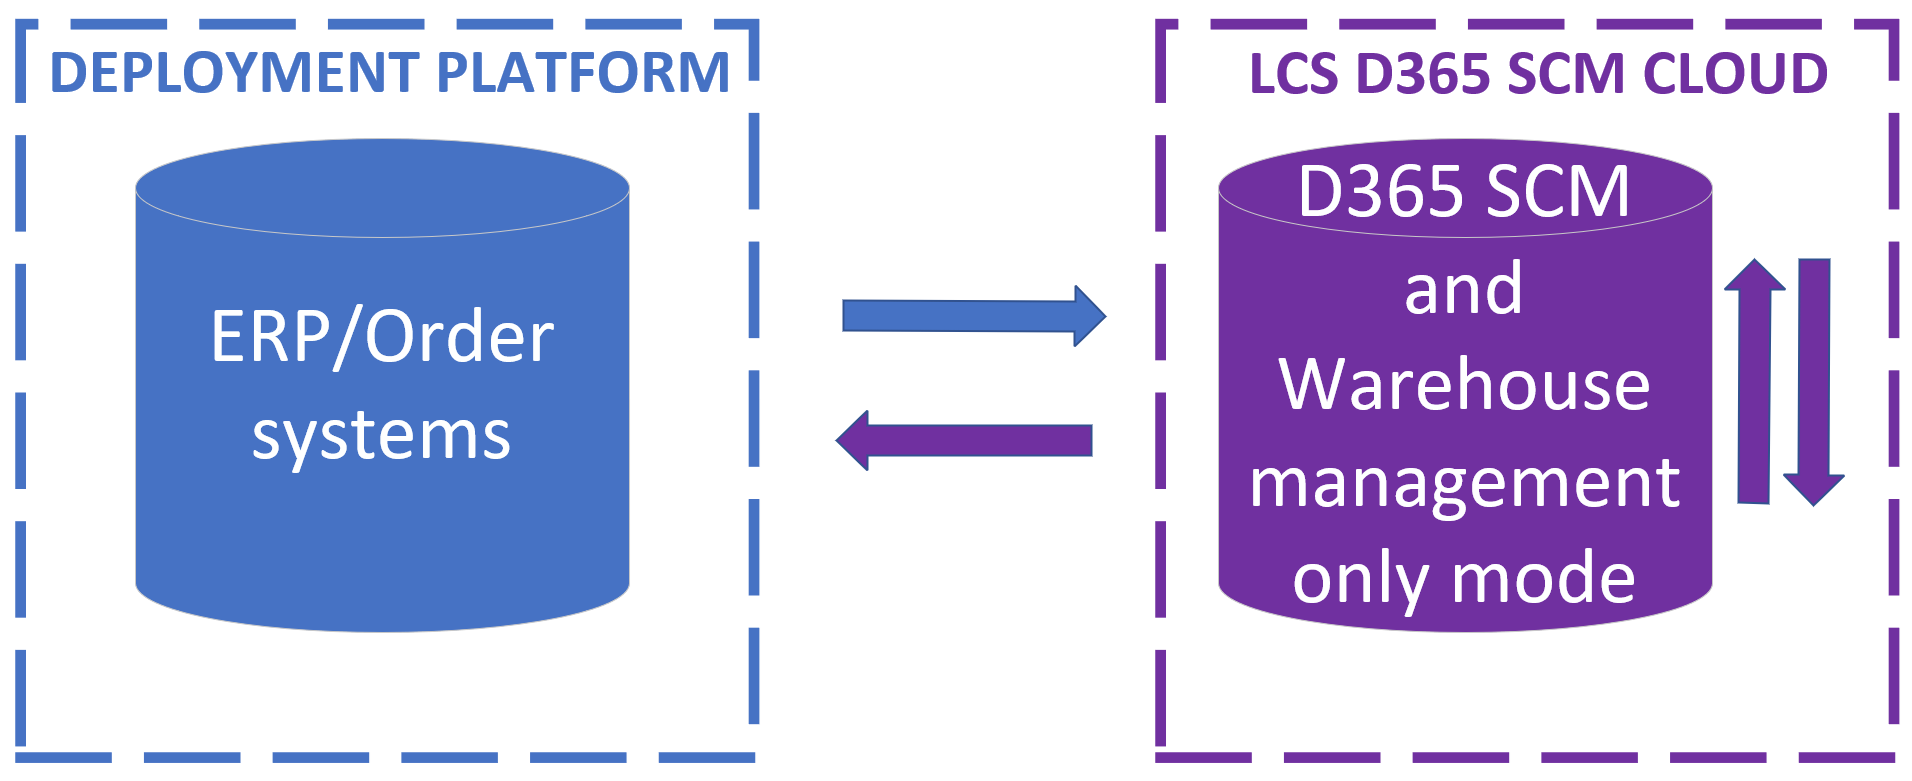 DEPLOYMENT PLATFORM
ERP/Order
systems
LCS D365 SCM CLOUD
D365 SCM
and
Warehouse
management
only mode